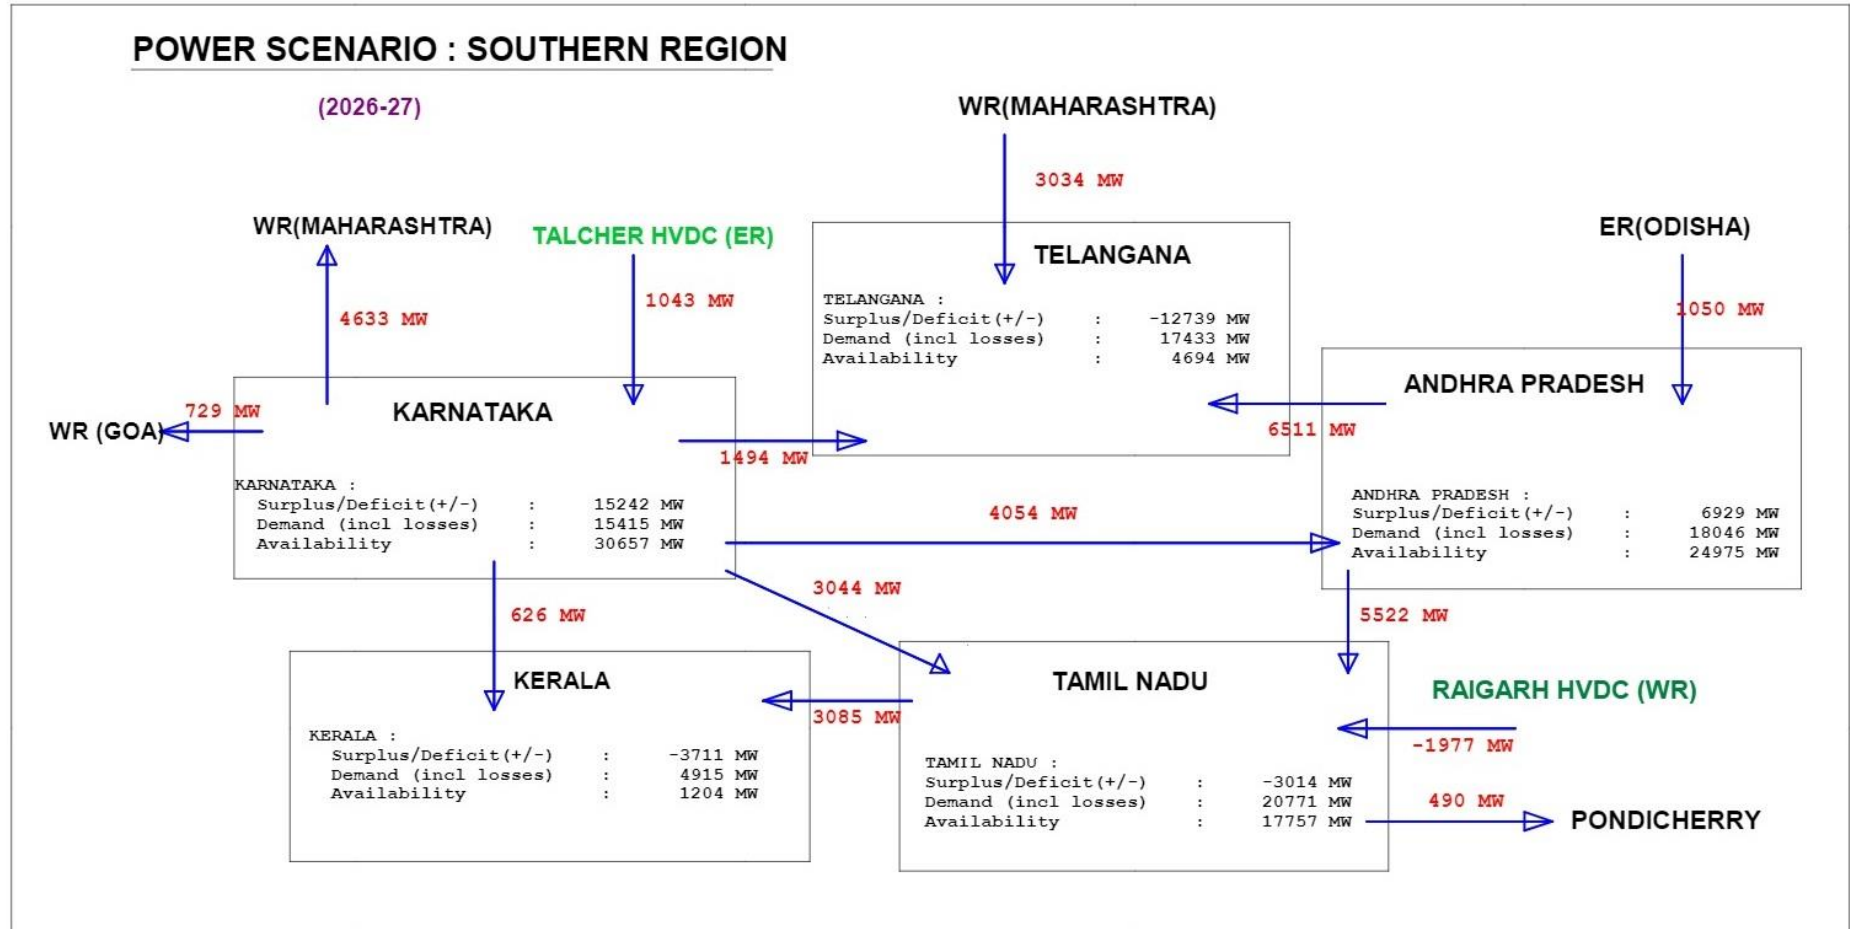 POWER SCENARIO : SOUTHERN REGION
(2026-27)
WR(MAHARASHTRA)
3034 MW
WR(MAHARASHTRA)
4633 MW
TALCHER HVDC (ER)
1043 MW
ER(ODISHA)
1050 MW
TELANGANA
TELANGANA :
Surplus/Deficit(+/-) : -12739 MW
Demand (incl losses) : 17433 MW
Availability : 4694 MW
ANDHRA PRADESH
6511 MW
ANDHRA PRADESH :
Surplus/Deficit(+/-) : 6929 MW
Demand (incl losses) : 18046 MW
Availability : 24975 MW
WR (GOA)
729 MW
KARNATAKA
1494 MW
KARNATAKA :
Surplus/Deficit(+/-) : 15242 MW
Demand (incl losses) : 15415 MW
Availability : 30657 MW
4054 MW
3044 MW
626 MW
5522 MW
KERALA
3085 MW
KERALA :
Surplus/Deficit(+/-) : -3711 MW
Demand (incl losses) : 4915 MW
Availability : 1204 MW
TAMIL NADU
RAIGARH HVDC (WR)
-1977 MW
TAMIL NADU :
Surplus/Deficit(+/-) : -3014 MW
Demand (incl losses) : 20771 MW
Availability : 17757 MW
490 MW
PONDICHERRY